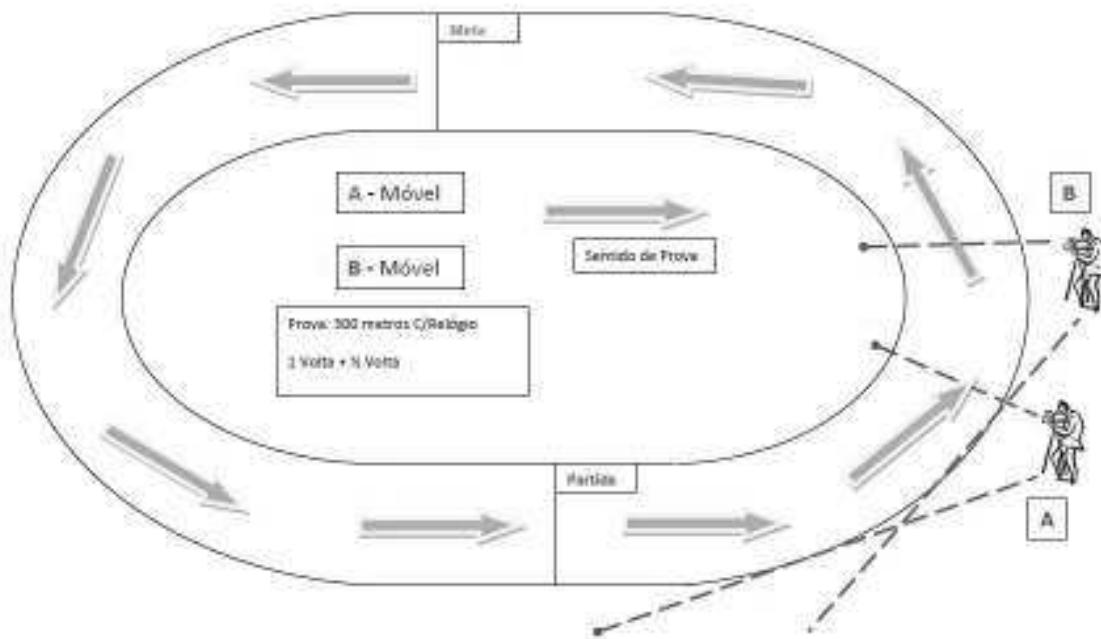 Meta
A - Móvel
B - Móvel
Sentido de Prova
Prova: 300 metros C/Relógio
1 Volta + ½ Volta
Partida
B
A